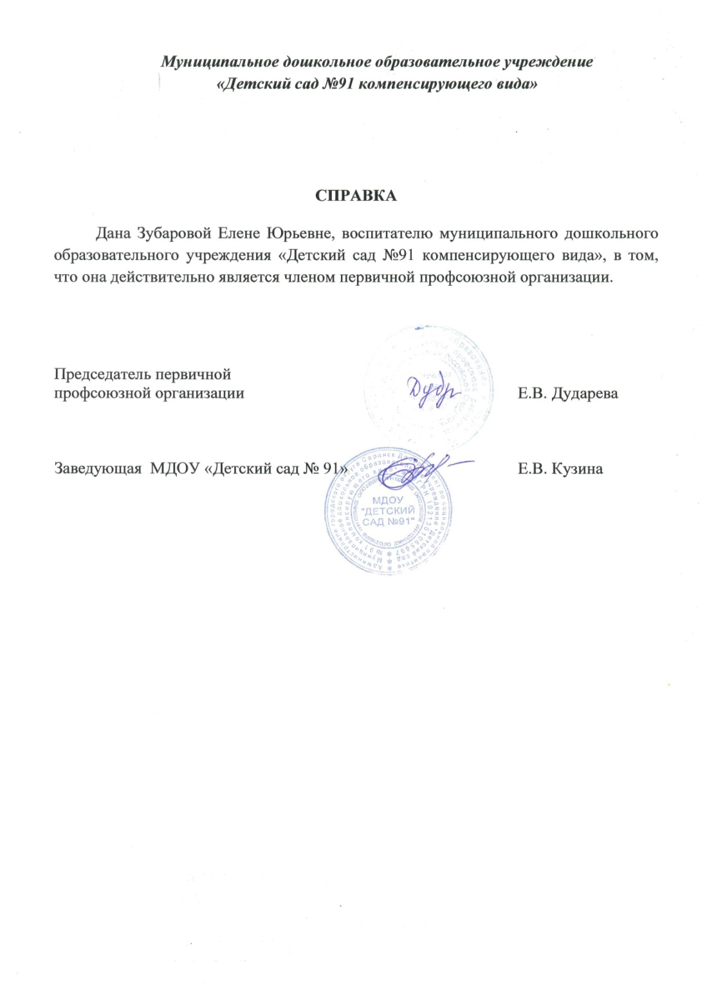 Муниципальное дошкольное образовательное учреждение
«Детский сад №91 компенсирующего вида»
СПРАВКА
Дана Зубаровой Елене Юрьевне, воспитателю муниципального дошкольного
образовательного учреждения «Детский сад №91 компенсирующего вида», в том,
что она действительно является членом первичной профсоюзной организации.
Председатель первичной
профсоюзной организации
Е.В. Дударева
Заведующая  МДОУ «Детский сад № 91»
Е.В. Кузина
МДОУ
"ДЕТСКИЙ
САД №91"